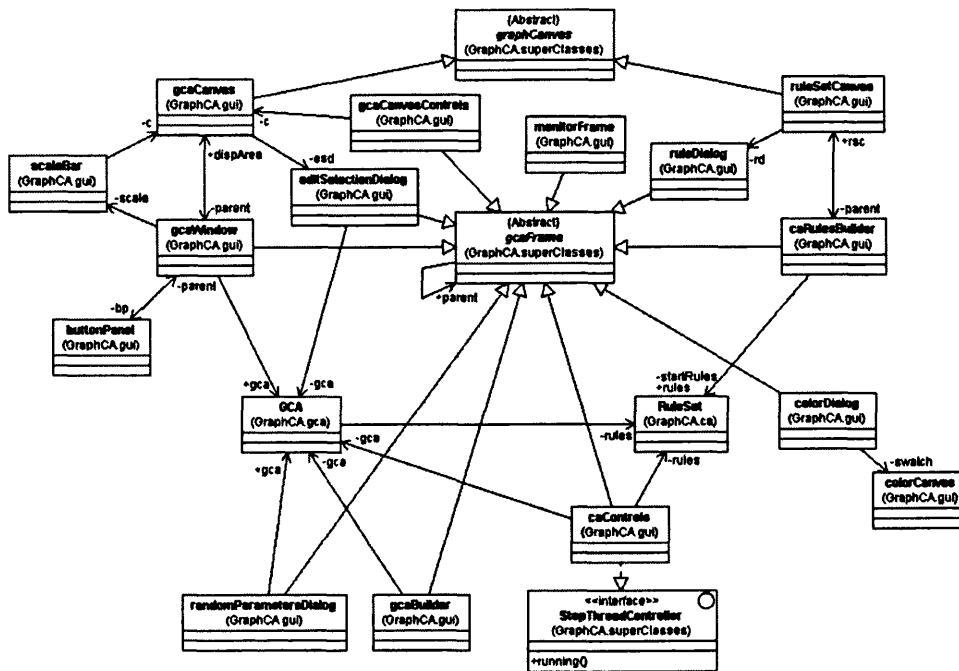 {Abstract}
graphCanvas
(GraphCA.superClasses)
gcaCanvas
(GraphCA.gui)
gcaCanvasControls
(GraphCA.gui)
ruleSetCanvas
(GraphCA.gui)
monitorFrame
(GraphCA.gui)
-c
-c
+dispArea
-esd
+rsc
scaleBar
(GraphCA.gui)
editSelectionDialog
(GraphCA.gui)
ruleDialog
(GraphCA.gui)
-rd
-scale
-parent
-parent
gcaWindow
(GraphCA.gui)
{Abstract}
gcaFrame
(GraphCA.superClasses)
caRulesBuilder
(GraphCA.gui)
-parent
+parent
-bp
buttonPanel
(GraphCA.gui)
+gca
-gca
-startRules
+rules
GCA
(GraphCA.gca)
RuleSet
(GraphCA.ca)
colorDialog
(GraphCA.gui)
-rules
-gca
+gca
-gca
-rules
-swatch
colorCanvas
(GraphCA.gui)
caControls
(GraphCA.gui)
randomParametersDialog
(GraphCA.gui)
gcaBuilder
(GraphCA.gui)
<<interface>>
StepThreadController
(GraphCA.superClasses)
+running()